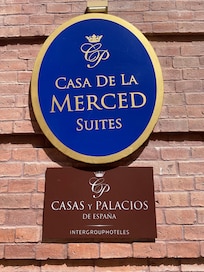 CP
CASA DE LA
MERCED
SUITES
CP
CASAS Y PALACIOS
DE ESPAÑA
INTERGROUPHOTELES